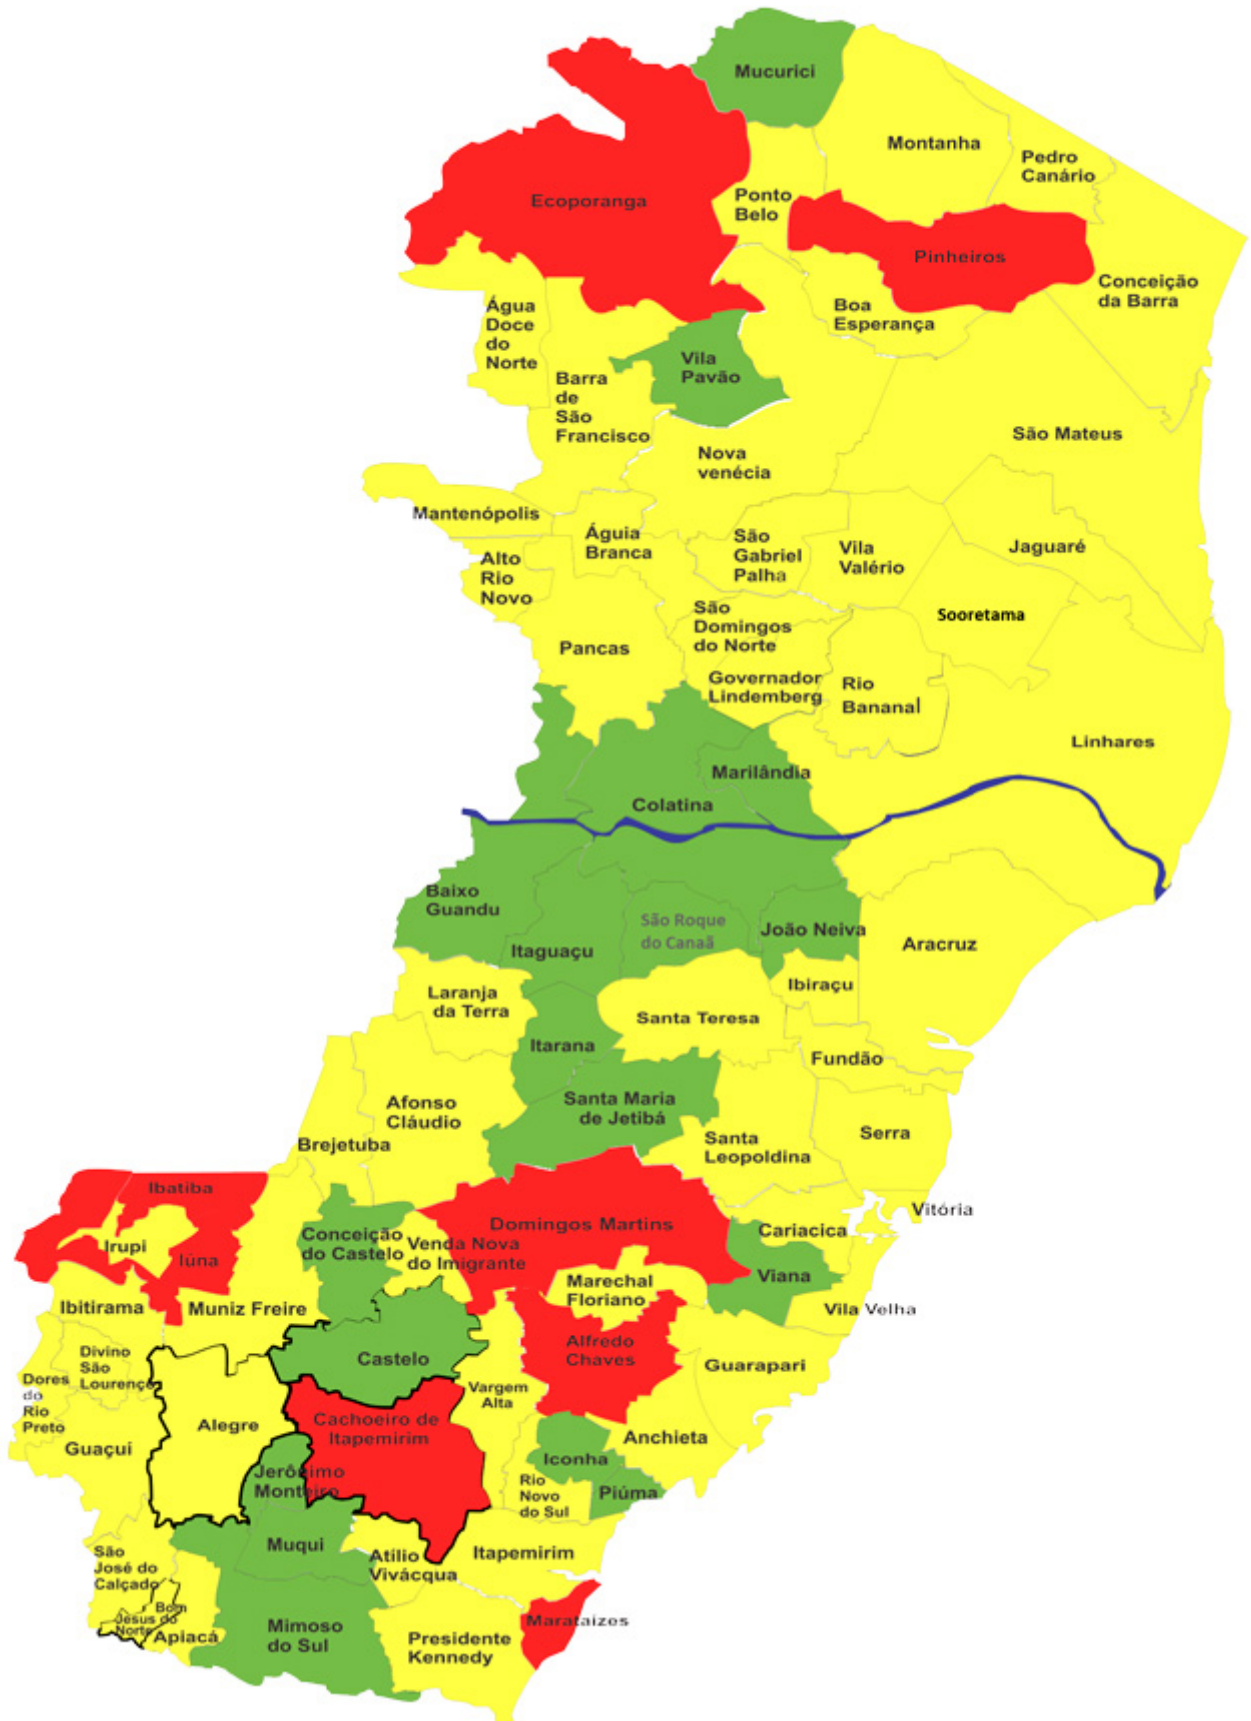 Mucurici
Montanha
Pedro
Canário
Ecoporanga
Ponto
Belo
Pinheiros
Conceição
da Barra
Água
Doce
do
Norte
Boa
Esperança
Vila
Pavão
Barra
de
São
Francisco
São Mateus
Nova
venécia
Mantenópolis
Águia
Branca
São
Gabriel
Palha
Vila
Valério
Jaguaré
Alto
Rio
Novo
São
Domingos
do Norte
Sooretama
Pancas
Governador
Lindemberg
Rio
Bananal
Linhares
Marilândia
Colatina
Baixo
Guandu
Itaguaçu
São Roque
do Canaã
João Neiva
Aracruz
Laranja
da Terra
Ibiraçu
Santa Teresa
Itarana
Fundão
Afonso
Cláudio
Santa Maria
de Jetibá
Brejetuba
Santa
Leopoldina
Serra
Ibatiba
Vitória
Domingos Martins
Cariacica
Conceição
do Castelo
Venda Nova
do Imigrante
Irupi
Iúna
Viana
Marechal
Floriano
Ibitirama
Muniz Freire
Vila Velha
Alfredo
Chaves
Divino
São
Lourenço
Castelo
Guarapari
Dores
do
Rio
Preto
Vargem
Alta
Alegre
Cachoeiro de
Itapemirim
Anchieta
Guaçuí
Iconha
Jerônimo
Monteiro
Rio
Novo
do Sul
Piúma
Muqui
Atílio
Vivácqua
Itapemirim
São
José do
Calçado
Bom
Jesus do
Norte
Apiacá
Mimoso
do Sul
Presidente
Kennedy
Marataízes